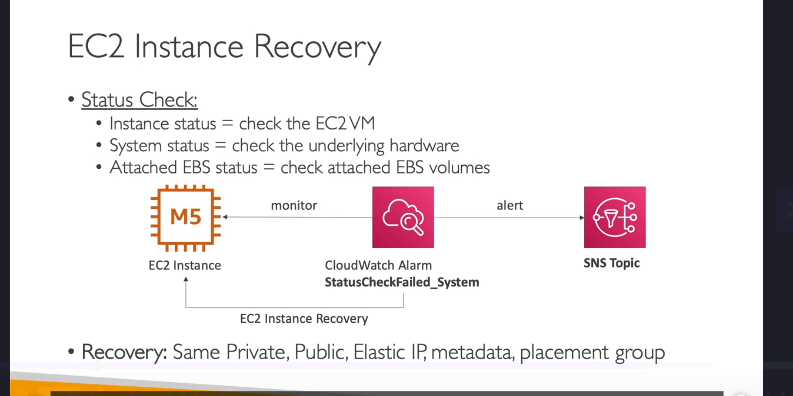 EC2 Instance Recovery
• Status Check:
• Instance status = check the EC2 VM
• System status = check the underlying hardware
• Attached EBS status = check attached EBS volumes
M5
monitor
alert
EC2 Instance
CloudWatch Alarm
StatusCheckFailed_System
SNS Topic
EC2 Instance Recovery
• Recovery: Same Private, Public, Elastic IP, metadata, placement group